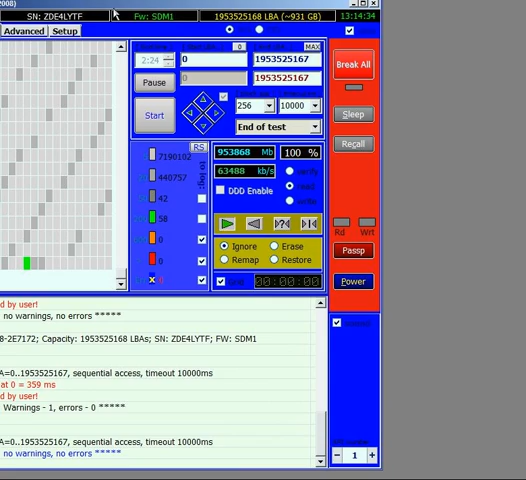 2008)
SN: ZDE4LYTF
Fw: SDM1
1953525168 LBA (~931 GB)
13:14:34
Advanced
Setup
0
MAX
2:24
0
1953525167
0
1953525167
Pause
Start
256
10000
End of test
Break All
Sleep
Recall
Rd
Wrt
Passp
Power
RS
to log:
7190102
440757
42
58
0
0
x
953868 Mb
100 %
63488 kb/s
verify
read
write
DDD Enable
Ignore
Erase
Remap
Restore
Grid
00:00:00
d by user!
no warnings, no errors *****
8-2E7172; Capacity: 1953525168 LBAs; SN: ZDE4LYTF; FW: SDM1
A=0..1953525167, sequential access, timeout 10000ms
at 0 = 359 ms
d by user!
Warnings - 1, errors - 0 *****
A=0..1953525167, sequential access, timeout 10000ms
no warnings, no errors *****
1